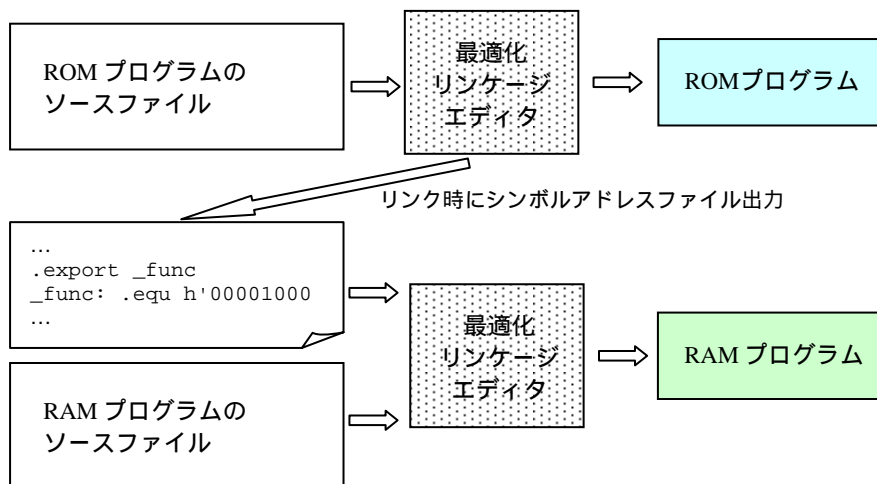 ROM プログラムの
ソースファイル
最適化
リンケージ
エディタ
ROMプログラム
リンク時にシンボルアドレスファイル出力
…
.export _func
_func: .equ h'00001000
…
最適化
リンケージ
エディタ
RAM プログラム
RAM プログラムの
ソースファイル